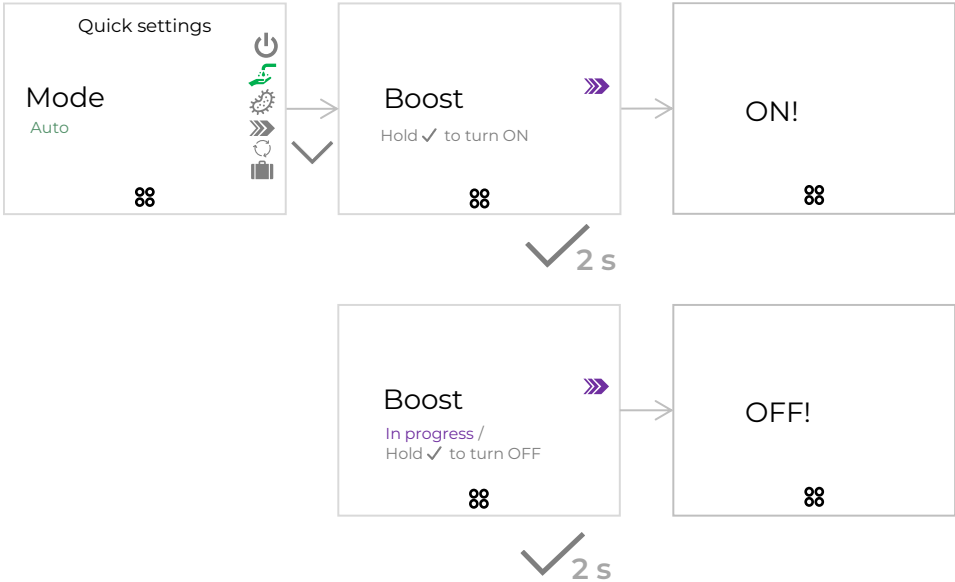 Quick settings
Mode
Auto
Boost
Hold ✓ to turn ON
ON!
2 s
Boost
In progress /
Hold ✓ to turn OFF
OFF!
2 s